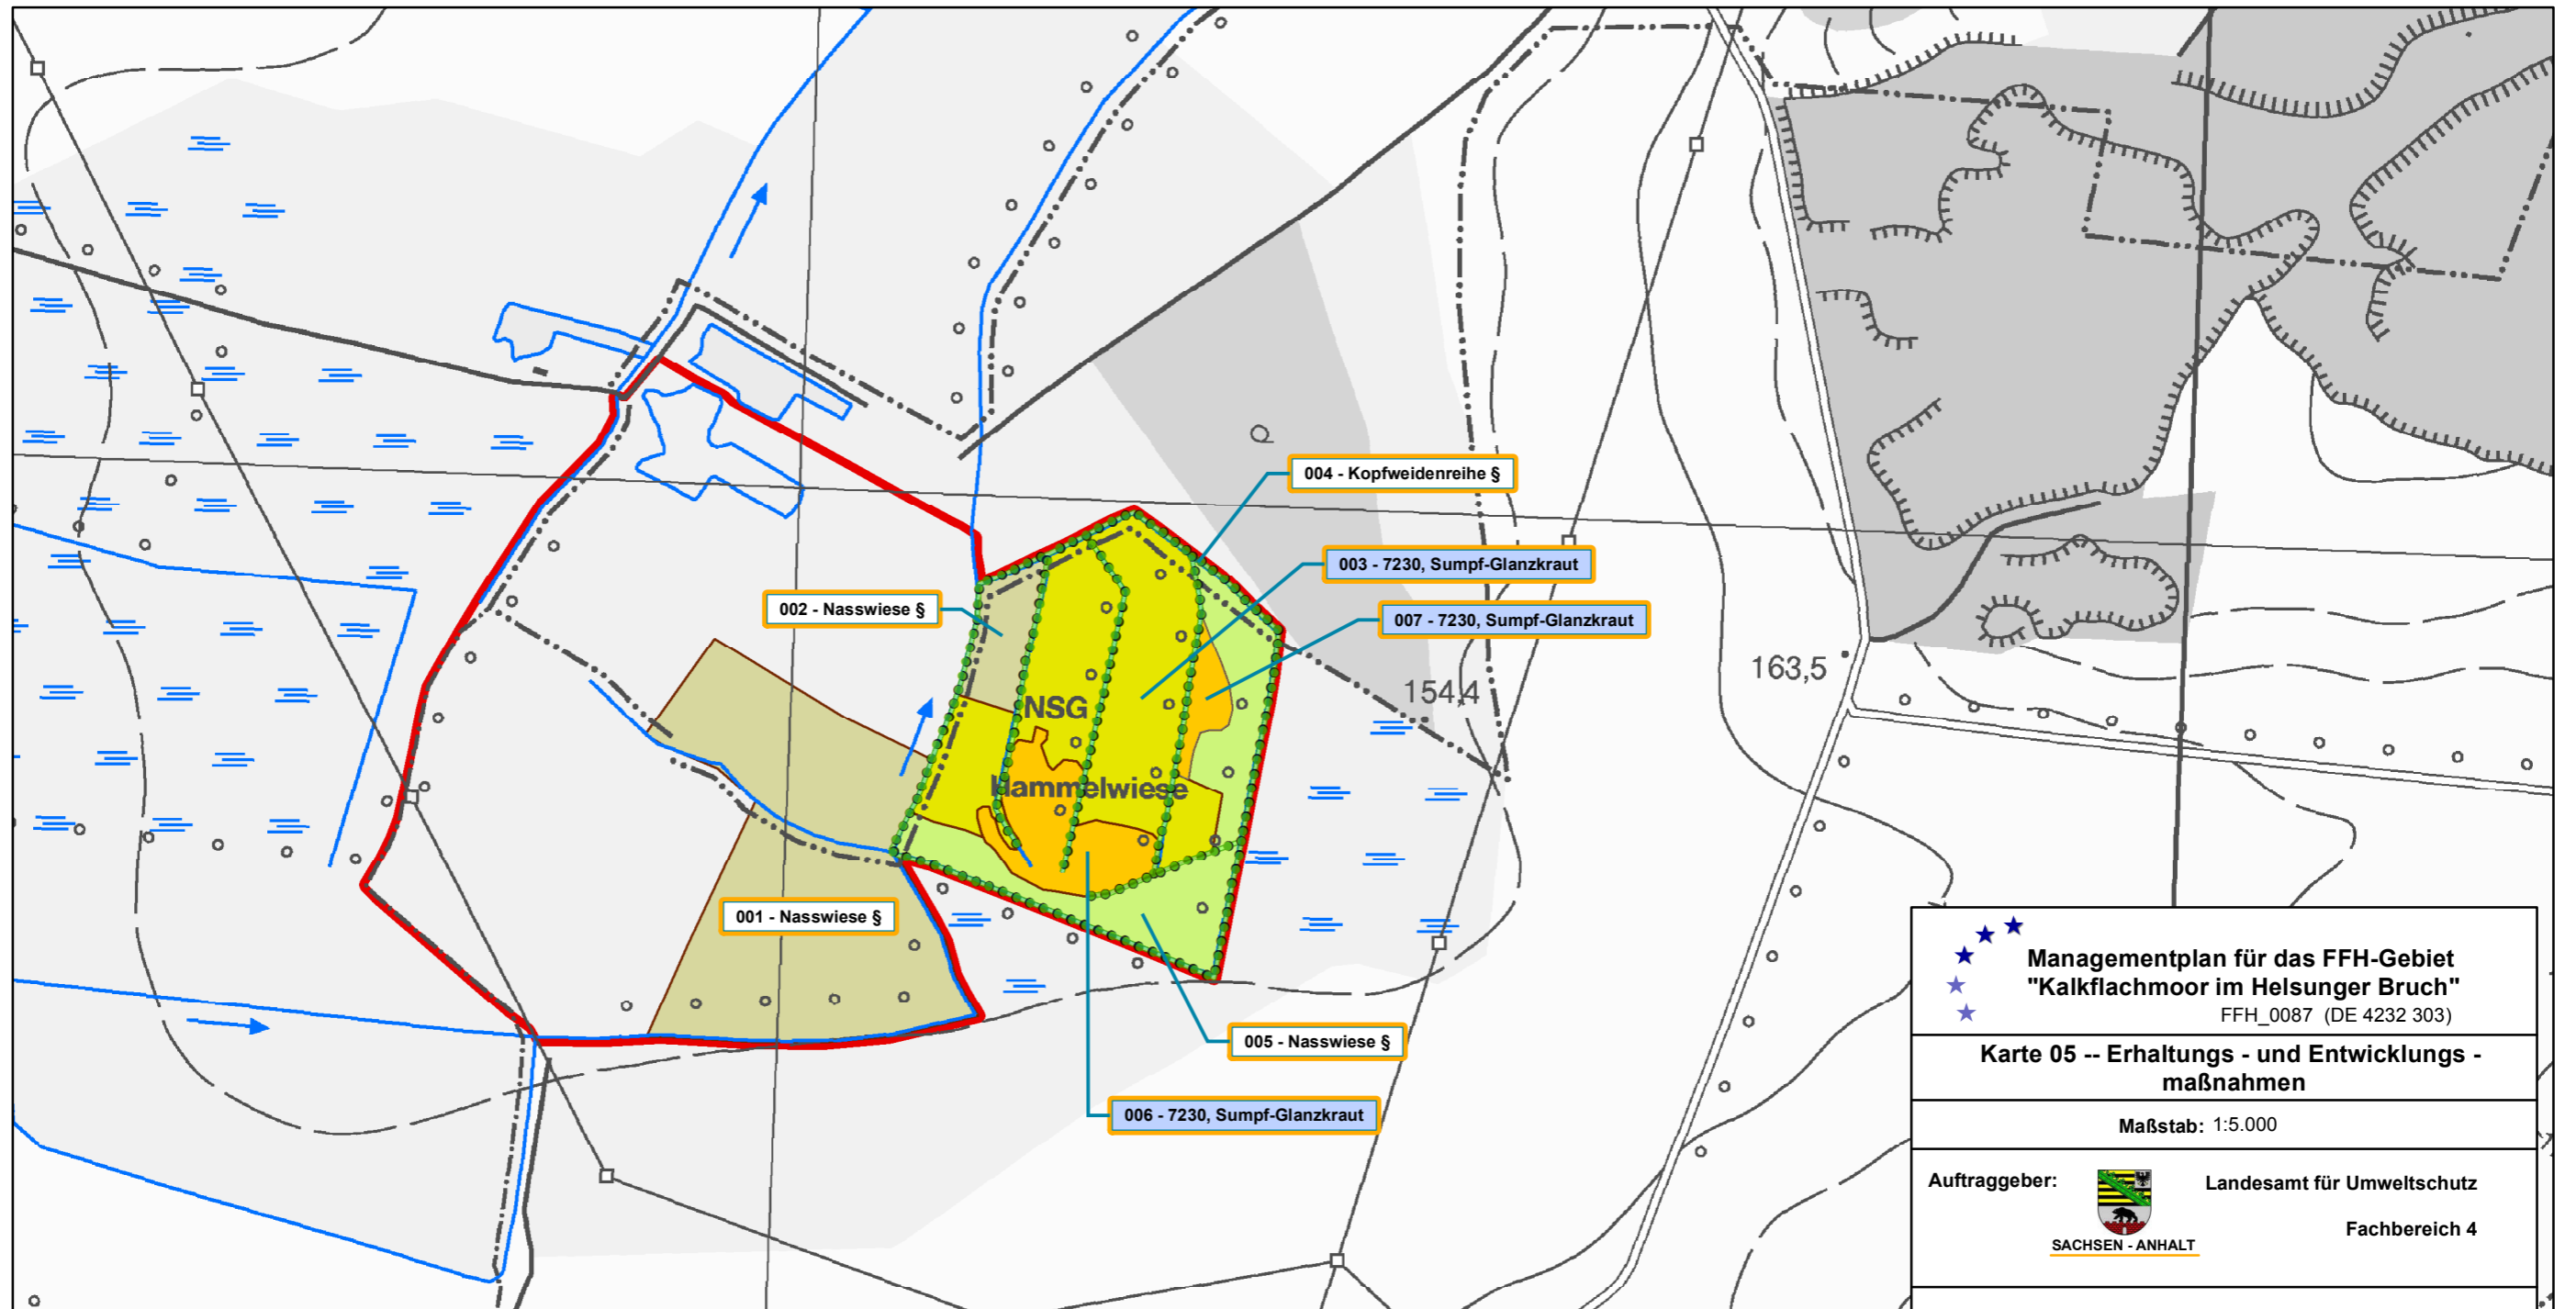 004 - Kopfweidenreihe §
003 - 7230, Sumpf-Glanzkraut
002 - Nasswiese §
007 - 7230, Sumpf-Glanzkraut
163,5
154,4
NSG
Hammelwiese
001 - Nasswiese §
005 - Nasswiese §
006 - 7230, Sumpf-Glanzkraut
Managementplan für das FFH-Gebiet
"Kalkflachmoor im Helsunger Bruch"
FFH_0087 (DE 4232 303)
Karte 05 -- Erhaltungs - und Entwicklungs -
maßnahmen
Maßstab: 1:5.000
Auftraggeber:
Landesamt für Umweltschutz
Fachbereich 4
SACHSEN - ANHALT